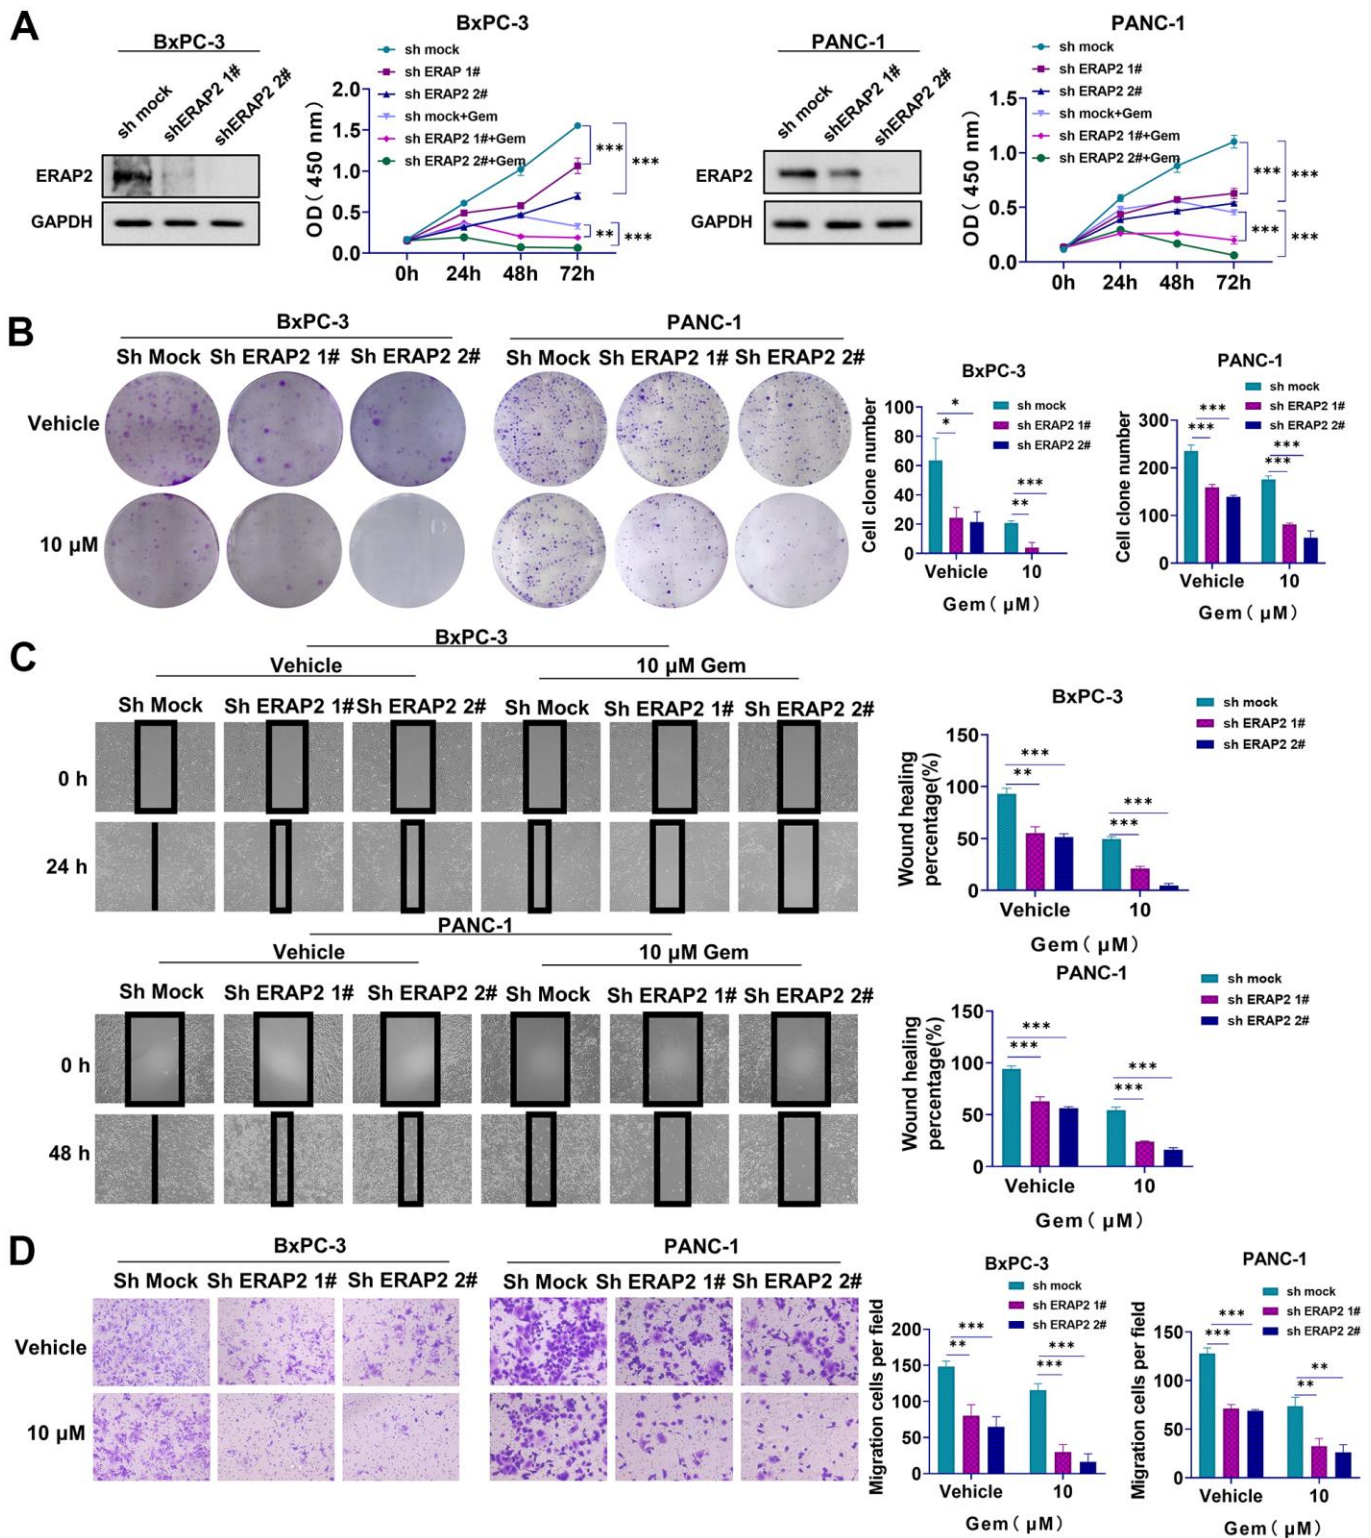 A
BxPC-3
sh mock
shERAP2 1#
shERAP2 2#
ERAP2
GAPDH
BxPC-3
sh mock
sh ERAP 1#
sh ERAP2 2#
sh mock+Gem
sh ERAP2 1#+Gem
sh ERAP2 2#+Gem
OD( 450 nm)
2.0
1.5
1.0
0.5
0.0
0h 24h 48h 72h
*** ***
** ***
PANC-1
sh mock
shERAP2 1#
shERAP2 2#
ERAP2
GAPDH
PANC-1
sh mock
sh ERAP2 1#
sh ERAP2 2#
sh mock+Gem
sh ERAP2 1#+Gem
sh ERAP2 2#+Gem
OD( 450 nm)
1.5
1.0
0.5
0.0
0h 24h 48h 72h
*** ***
*** ***
B
BxPC-3 PANC-1
Sh Mock Sh ERAP2 1# Sh ERAP2 2# Sh Mock Sh ERAP2 1# Sh ERAP2 2#
Vehicle
10 μM
BxPC-3
sh mock
sh ERAP2 1#
sh ERAP2 2#
Cell clone number
100
80
60
40
20
0
*
*
***
**
Vehicle 10
Gem( μM)
PANC-1
sh mock
sh ERAP2 1#
sh ERAP2 2#
Cell clone number
300
200
100
0
***
***
***
***
Vehicle 10
Gem( μM)
C
BxPC-3
Vehicle 10 μM Gem
Sh Mock Sh ERAP2 1# Sh ERAP2 2# Sh Mock Sh ERAP2 1# Sh ERAP2 2#
0 h
24 h
PANC-1
Vehicle 10 μM Gem
Sh Mock Sh ERAP2 1# Sh ERAP2 2# Sh Mock Sh ERAP2 1# Sh ERAP2 2#
0 h
48 h
BxPC-3
sh mock
sh ERAP2 1#
sh ERAP2 2#
Wound healing
percentage(%)
150
100
50
0
***
**
***
***
Vehicle 10
Gem( μM)
PANC-1
sh mock
sh ERAP2 1#
sh ERAP2 2#
Wound healing
percentage(%)
150
100
50
0
***
***
***
***
Vehicle 10
Gem( μM)
D
BxPC-3 PANC-1
Sh Mock Sh ERAP2 1# Sh ERAP2 2# Sh Mock Sh ERAP2 1# Sh ERAP2 2#
Vehicle
10 μM
BxPC-3
sh mock
sh ERAP2 1#
sh ERAP2 2#
Migration cells per field
200
150
100
50
0
***
**
***
***
Vehicle 10
Gem( μM)
PANC-1
sh mock
sh ERAP2 1#
sh ERAP2 2#
Migration cells per field
150
100
50
0
***
***
**
**
Vehicle 10
Gem( μM)